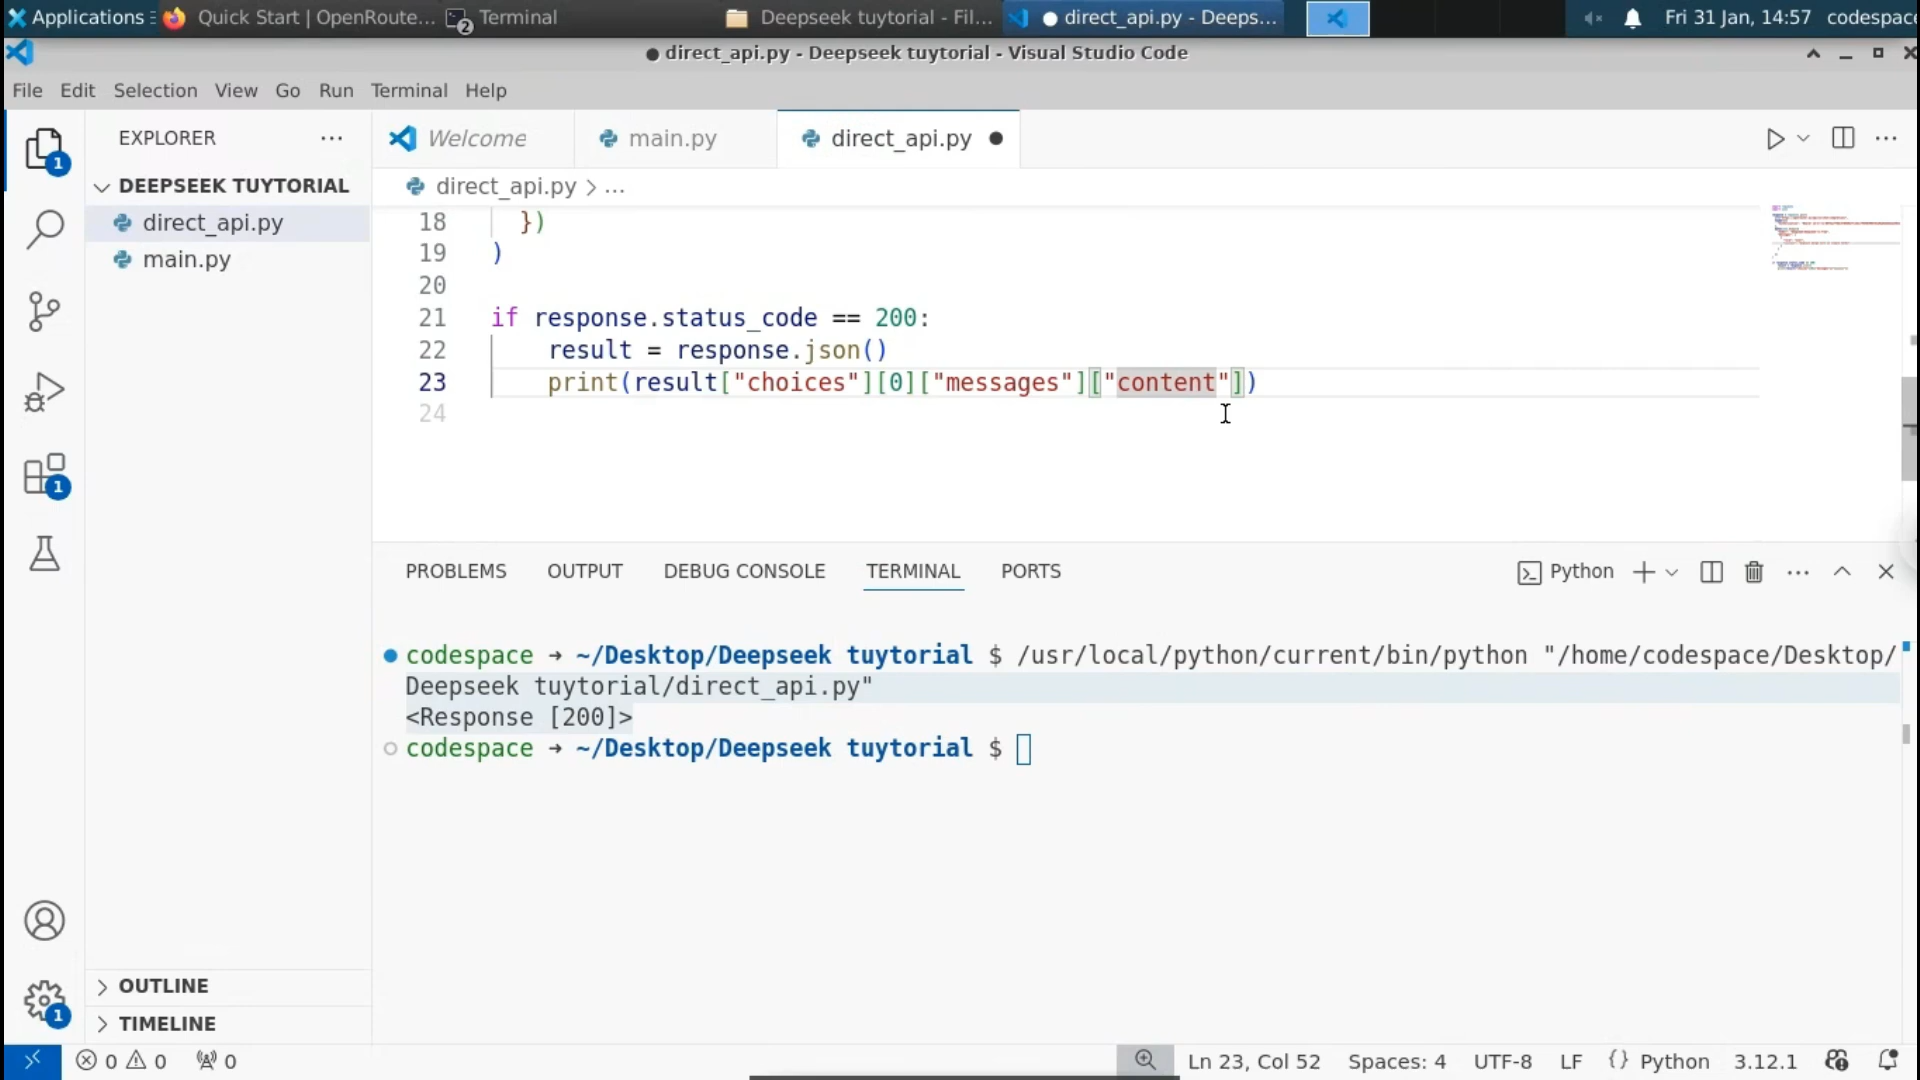 Applications Quick Start | OpenRoute... Terminal 2 Deepseek tuytorial - Fil... direct_api.py - Deeps... Fri 31 Jan, 14:57 codespace
direct_api.py - Deepseek tuytorial - Visual Studio Code
File Edit Selection View Go Run Terminal Help
EXPLORER
Welcome main.py direct_api.py
DEEPSEEK TUYTORIAL
direct_api.py > ...
direct_api.py
main.py
18 })
19 )
20
21 if response.status_code == 200:
22 result = response.json()
23 print(result["choices"][0]["messages"]["content"])
24
1
1
PROBLEMS OUTPUT DEBUG CONSOLE TERMINAL PORTS Python
codespace → ~/Desktop/Deepseek tuytorial $ /usr/local/python/current/bin/python "/home/codespace/Desktop/
Deepseek tuytorial/direct_api.py"
<Response [200]>
codespace → ~/Desktop/Deepseek tuytorial $
OUTLINE
1
TIMELINE
0 0 0 Ln 23, Col 52 Spaces: 4 UTF-8 LF {} Python 3.12.1